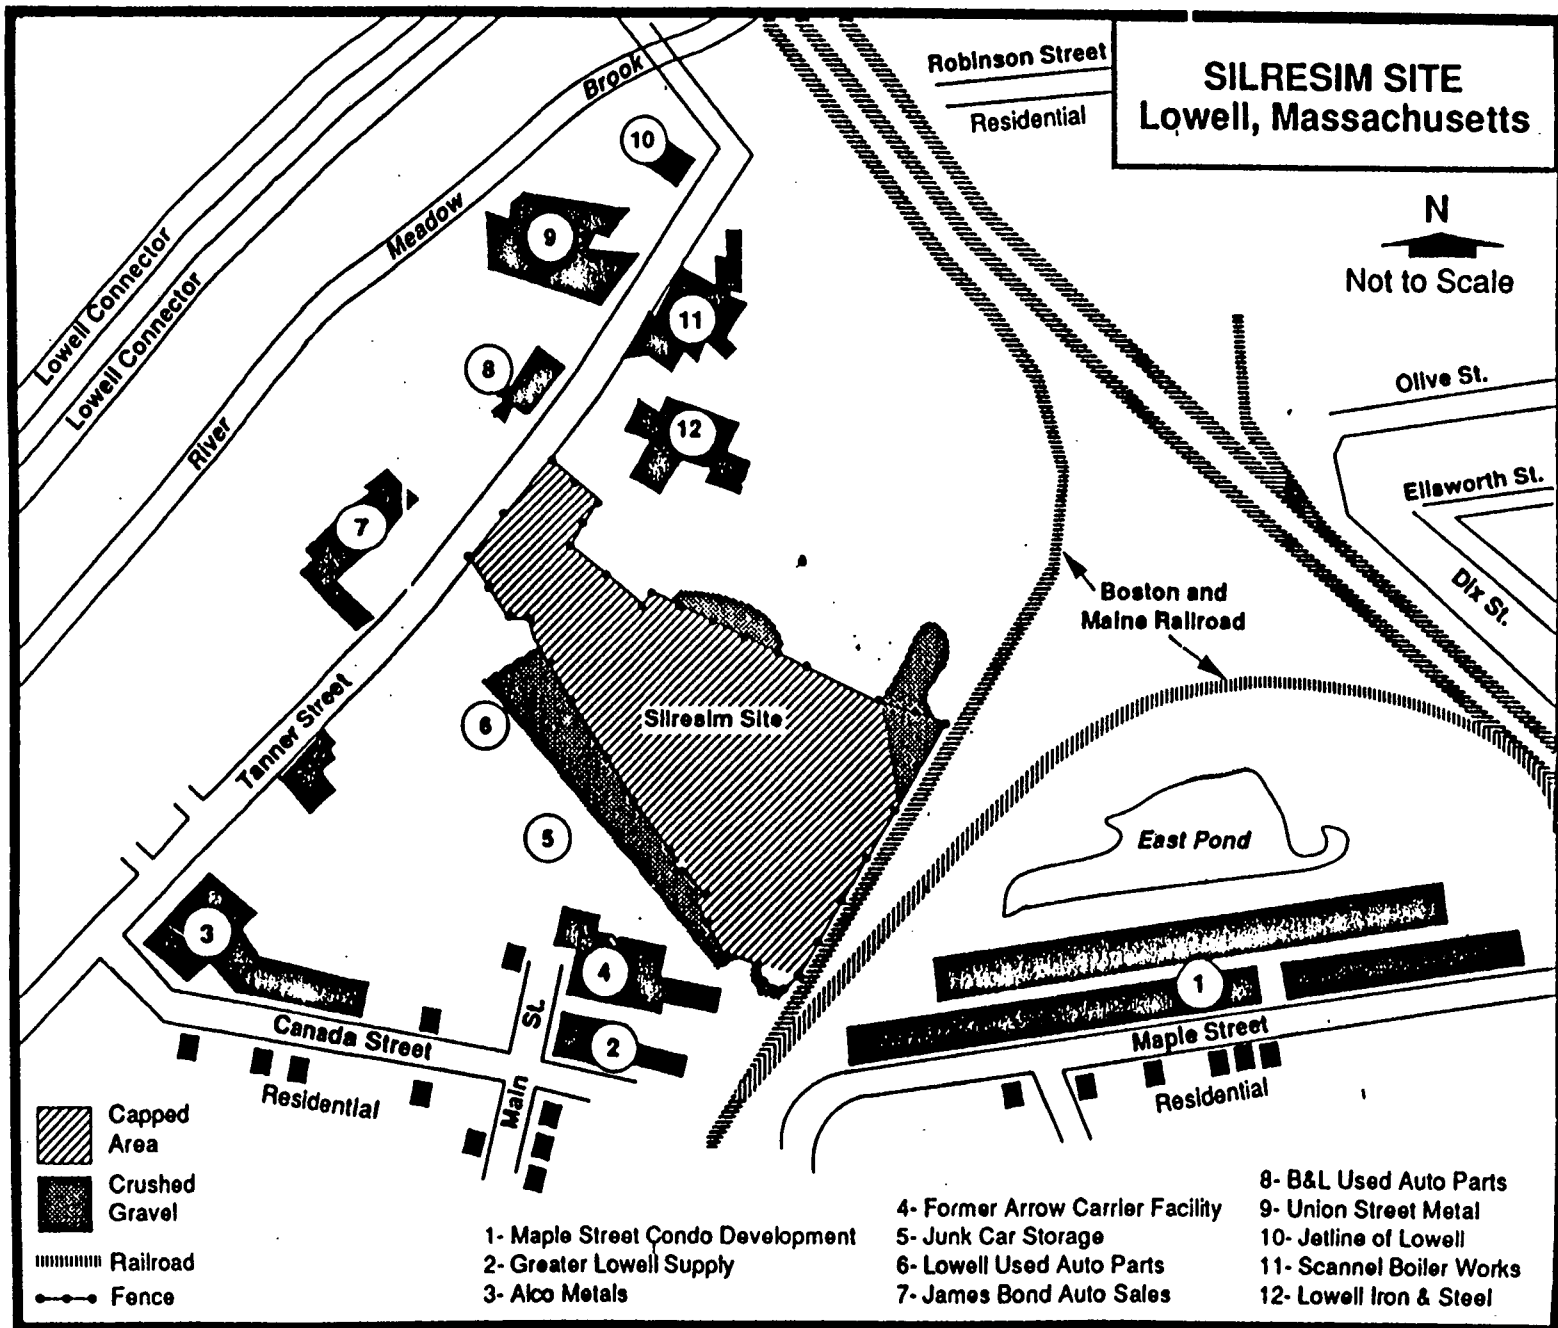 SILRESIM SITE
Lowell, Massachusetts
N
Not to Scale
Robinson Street
Residential
Brook
Meadow
River
Lowell Connector
Lowell Connector
10
9
11
8
12
7
Olive St.
Ellsworth St.
Dix St.
Boston and
Maine Railroad
Tanner Street
Silresim Site
6
5
East Pond
3
4
1
St.
2
Canada Street
Main
Maple Street
Residential
Residential
Capped
Area
Crushed
Gravel
Railroad
Fence
1- Maple Street Condo Development
2- Greater Lowell Supply
3- Alco Metals
4- Former Arrow Carrier Facility
5- Junk Car Storage
6- Lowell Used Auto Parts
7- James Bond Auto Sales
8- B&L Used Auto Parts
9- Union Street Metal
10- Jetline of Lowell
11- Scannel Boiler Works
12- Lowell Iron & Steel